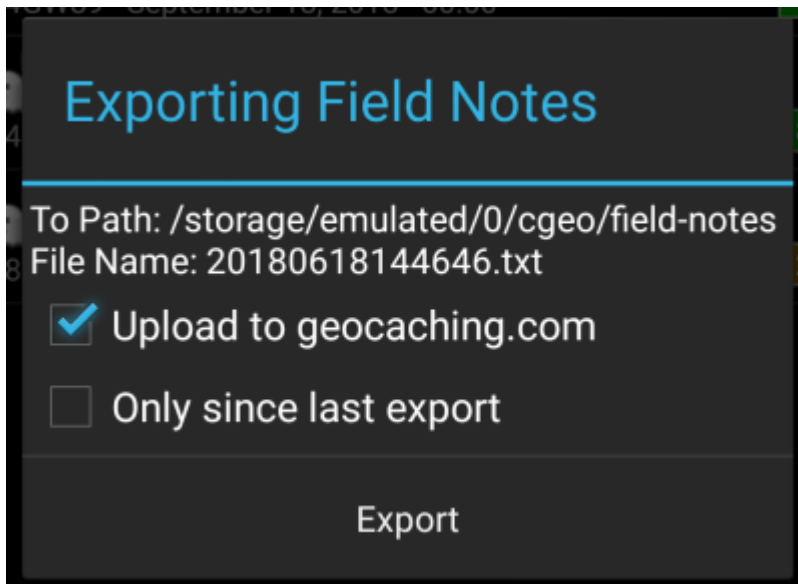 Exporting Field Notes
To Path: /storage/emulated/0/cgeo/field-notes
File Name: 20180618144646.txt
Upload to geocaching.com
Only since last export
Export